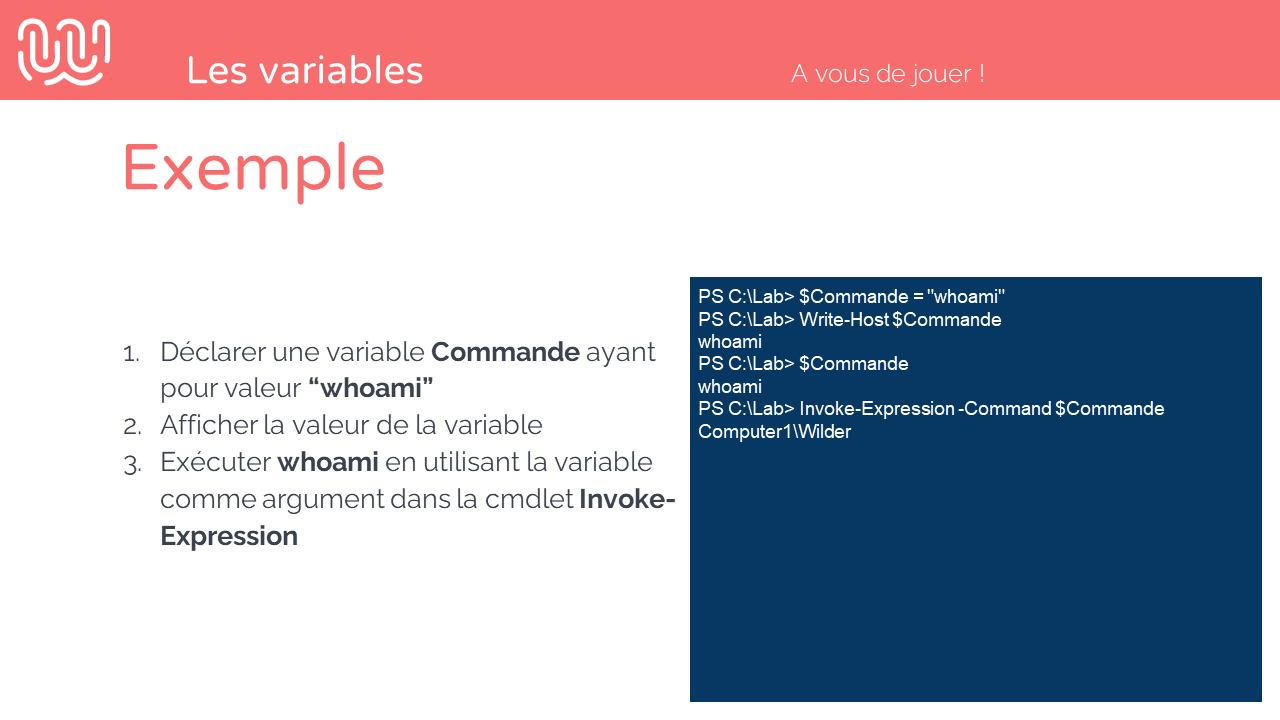 Les variables
A vous de jouer !
Exemple
1. Déclarer une variable Commande ayant
pour valeur “whoami”
2. Afficher la valeur de la variable
3. Exécuter whoami en utilisant la variable
comme argument dans la cmdlet Invoke-
Expression
PS C:\Lab> $Commande = "whoami"
PS C:\Lab> Write-Host $Commande
whoami
PS C:\Lab> $Commande
whoami
PS C:\Lab> Invoke-Expression -Command $Commande
Computer1\Wilder